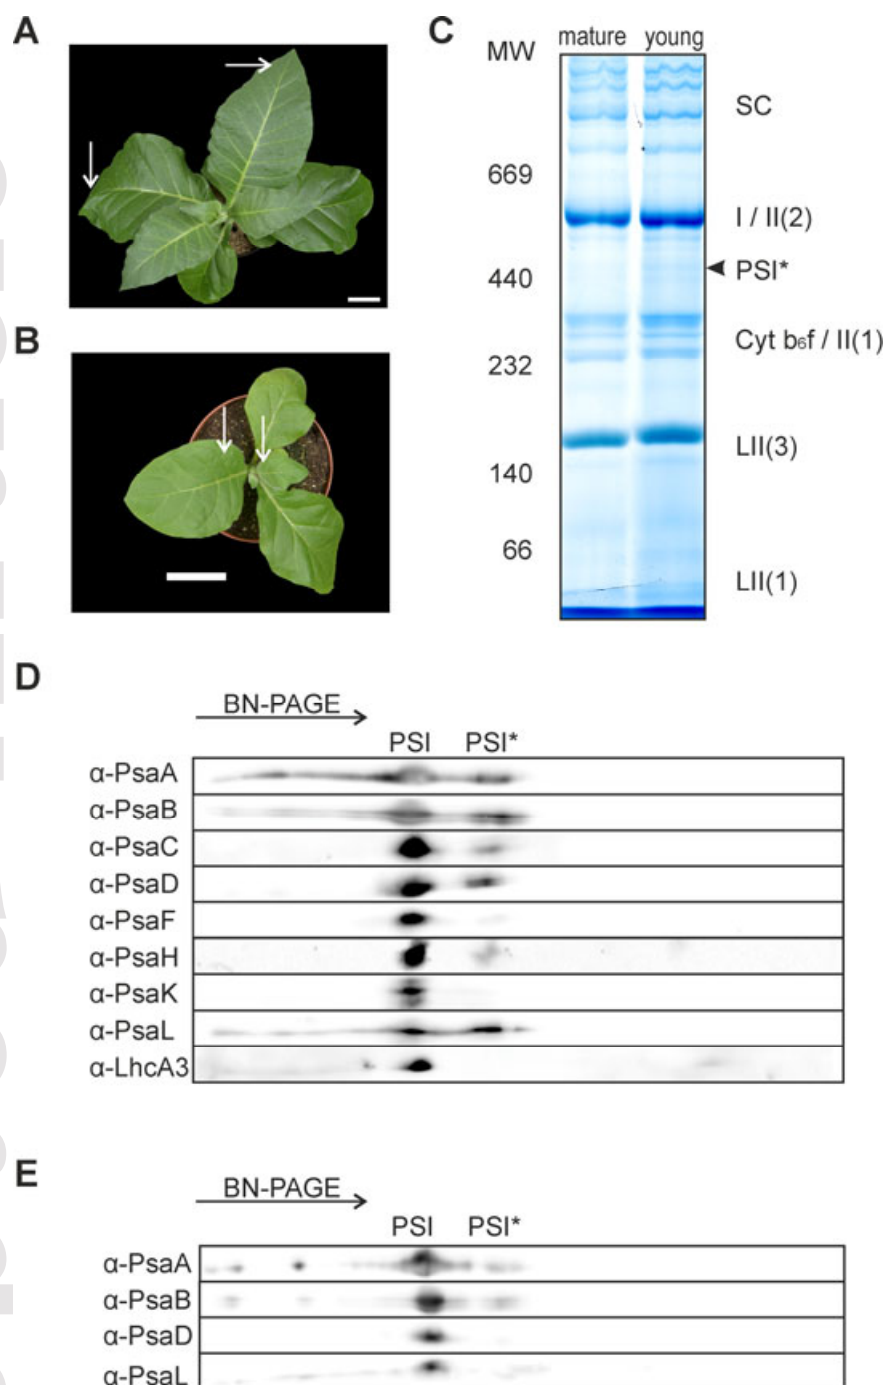 A
B
C
MW
mature young
669
440
232
140
66
SC
I / II(2)
PSI*
Cyt b₆f / II(1)
LII(3)
LII(1)
D
BN-PAGE
PSI PSI*
α-PsaA
α-PsaB
α-PsaC
α-PsaD
α-PsaF
α-PsaH
α-PsaK
α-PsaL
α-LhcA3
E
BN-PAGE
PSI PSI*
α-PsaA
α-PsaB
α-PsaD
α-PsaL